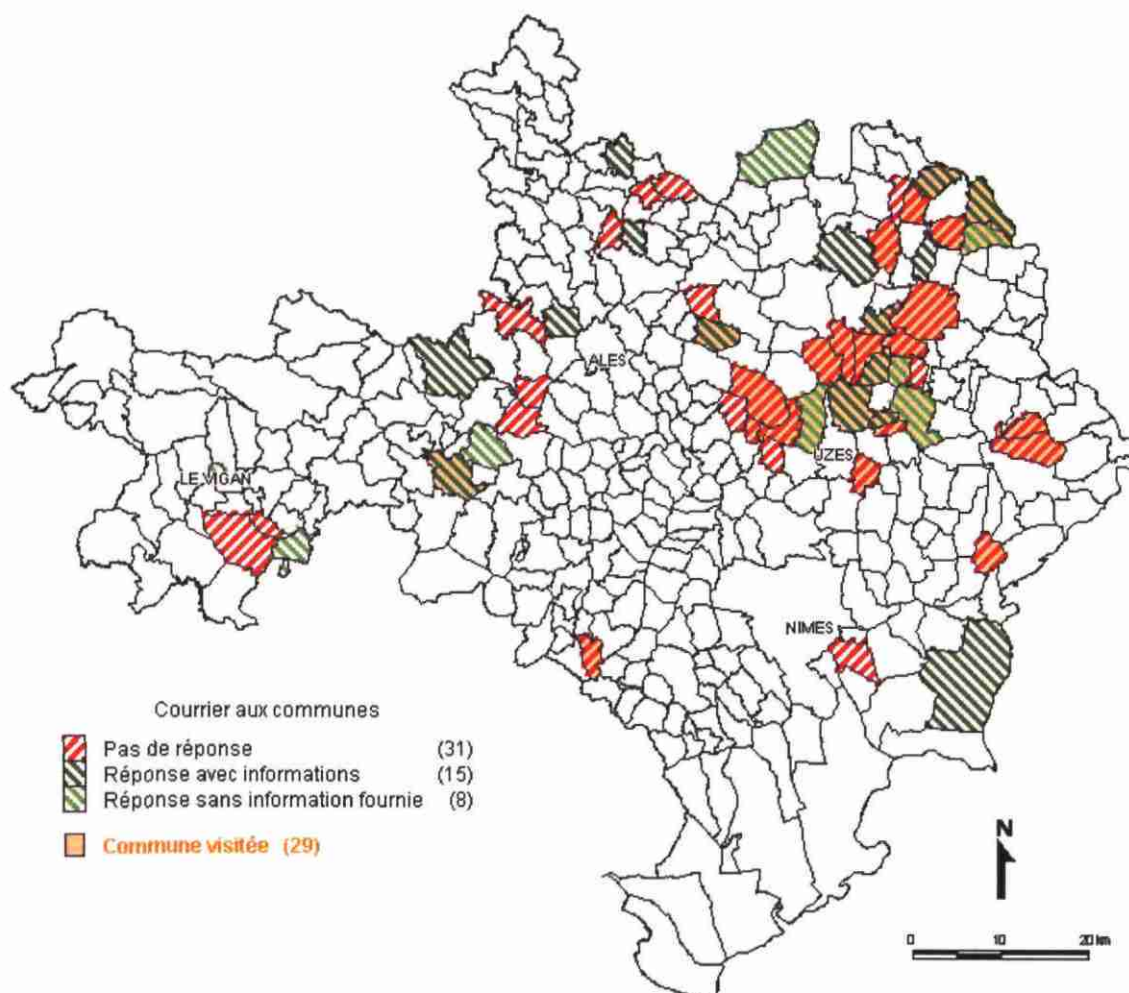 ALES
UZES
LE VIGAN
NIMES
Courrier aux communes
Pas de réponse (31)
Réponse avec informations (15)
Réponse sans information fournie (8)
Commune visitée (29)
N
0 10 20 km